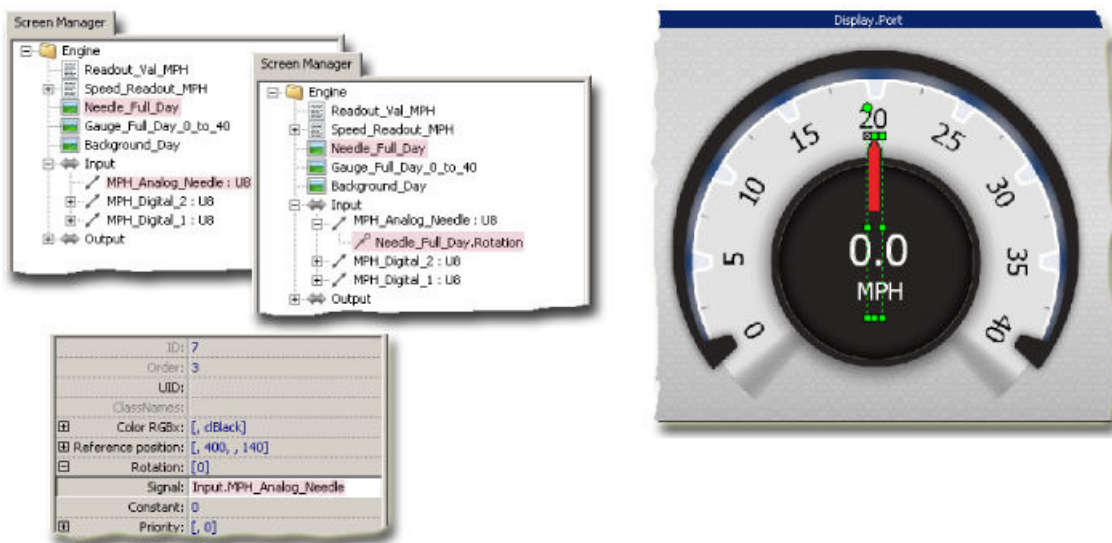 Screen Manager
Engine
Readout_Val_MPH
Speed_Readout_MPH
Needle_Full_Day
Gauge_Full_Day_0_to_40
Background_Day
Input
MPH_Analog_Needle : U8
MPH_Digital_2 : U8
MPH_Digital_1 : U8
Output
Screen Manager
Engine
Readout_Val_MPH
Speed_Readout_MPH
Needle_Full_Day
Gauge_Full_Day_0_to_40
Background_Day
Input
MPH_Analog_Needle : U8
Needle_Full_Day.Rotation
MPH_Digital_2 : U8
MPH_Digital_1 : U8
Output
ID: 7
Order: 3
UID:
ClassNames:
Color RGBx: [, clBlack]
Reference position: [, 400, , 140]
Rotation: [0]
Signal: Input.MPH_Analog_Needle
Constant: 0
Priority: [, 0]
Display.Port
0
5
10
15
20
25
30
35
40
0.0
MPH